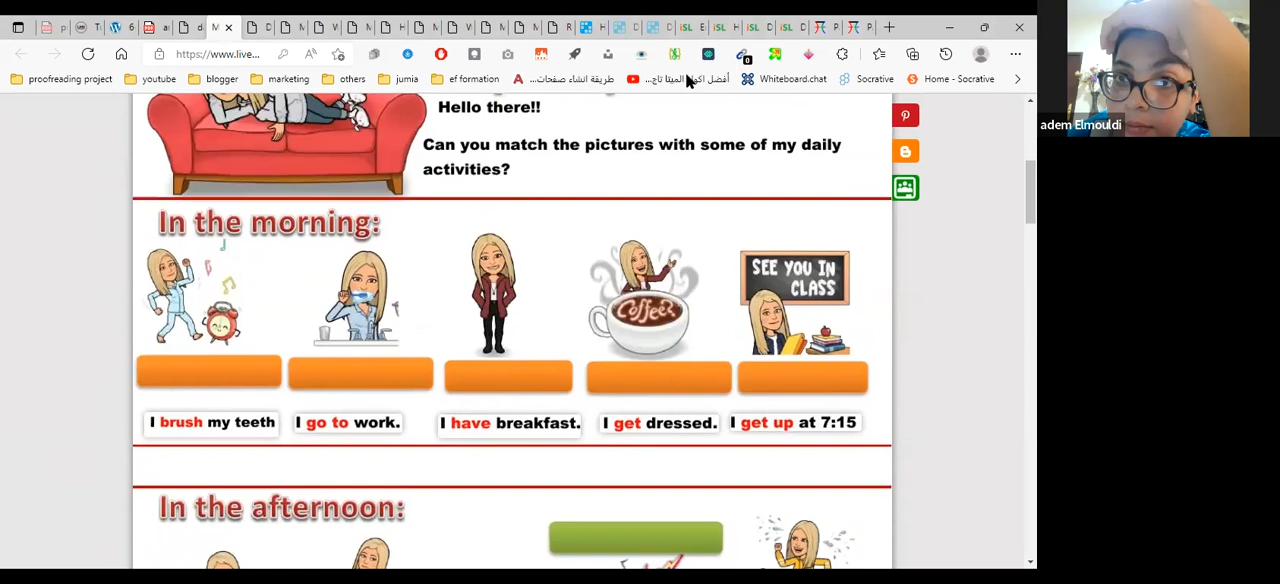 https://www.live...
proofreading project
youtube
blogger
marketing
others
jumia
ef formation
طريقة انشاء صفحات...
Whiteboard.chat
Socrative
Home - Socrative
adem Elmouldi
Hello there!!
Can you match the pictures with some of my daily
activities?
In the morning:
Coffee?
SEE YOU IN
CLASS
I brush my teeth
I go to work.
I have breakfast.
I get dressed.
I get up at 7:15
In the afternoon: